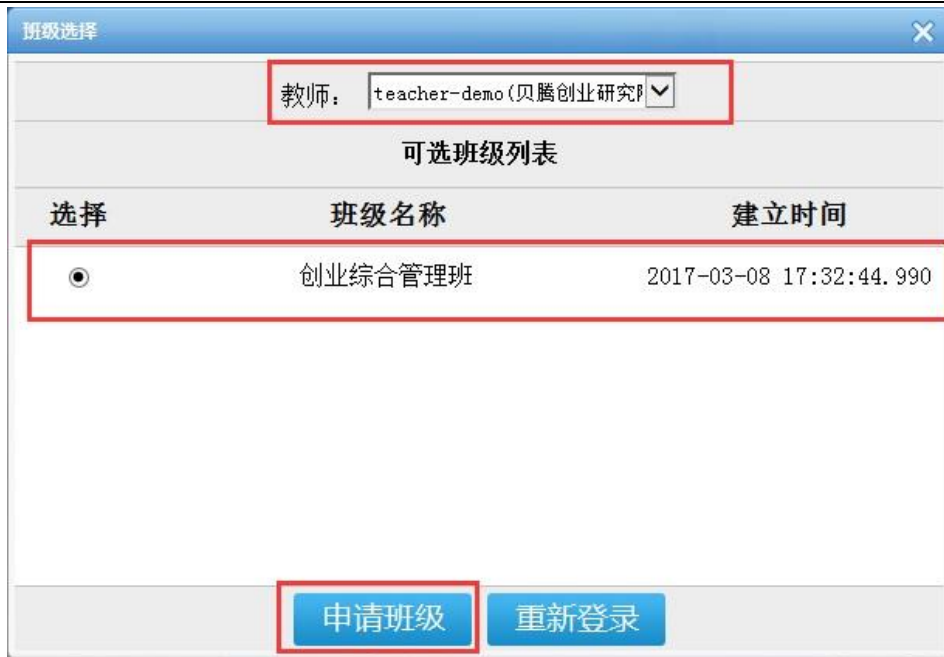 班级选择
教师： teacher-demo(贝腾创业研究
可选班级列表
选择 班级名称 建立时间
创业综合管理班 2017-03-08 17:32:44.990
申请班级 重新登录